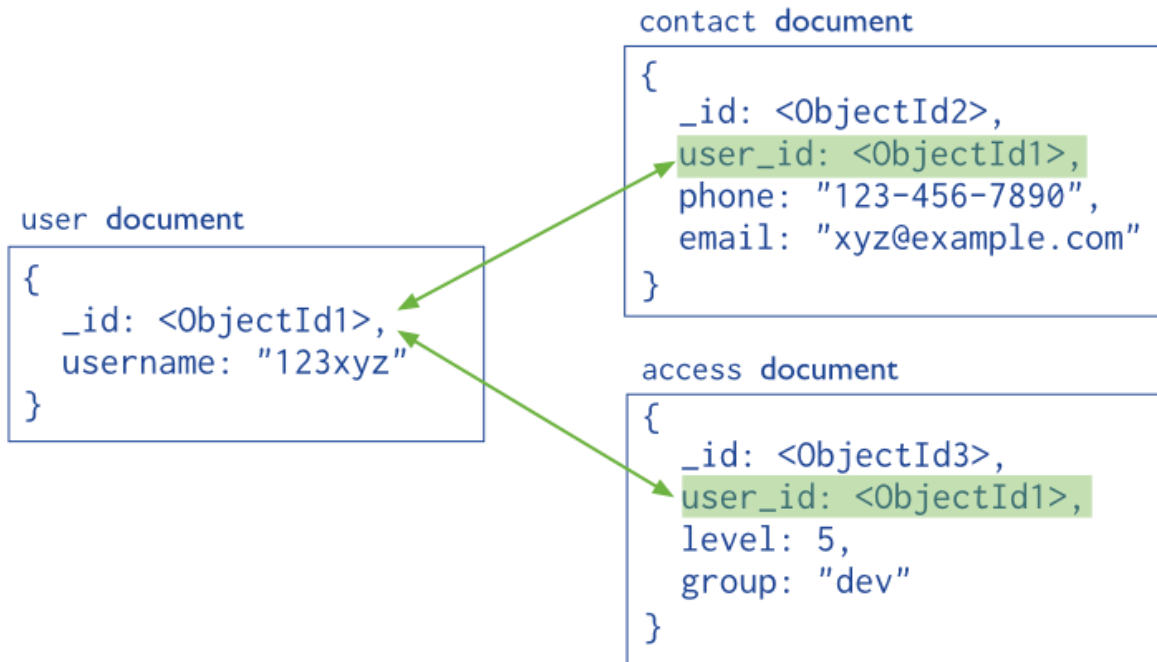 contact document
{
_id: <ObjectId2>,
user_id: <ObjectId1>,
phone: "123-456-7890",
email: "xyz@example.com"
}
user document
{
_id: <ObjectId1>,
username: "123xyz"
}
access document
{
_id: <ObjectId3>,
user_id: <ObjectId1>,
level: 5,
group: "dev"
}